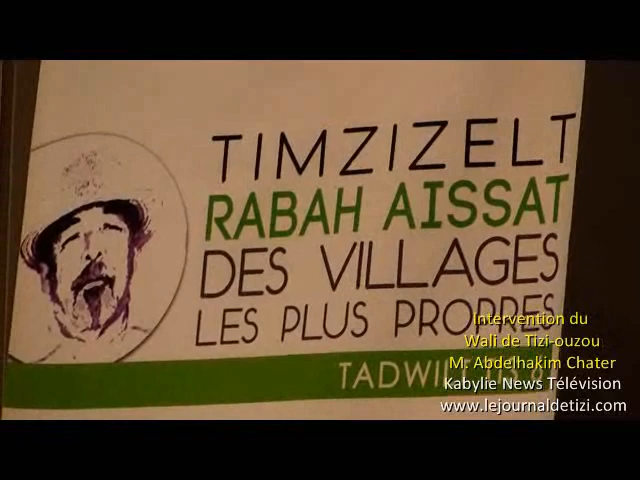 TIMZIZELT
RABAH AISSAT
DES VILLAGES
LES PLUS PROPRES
Intervention du
Wali de Tizi-ouzou
M. Abdelhakim Chater
Kabylie News Télévision
www.lejournaldetizi.com